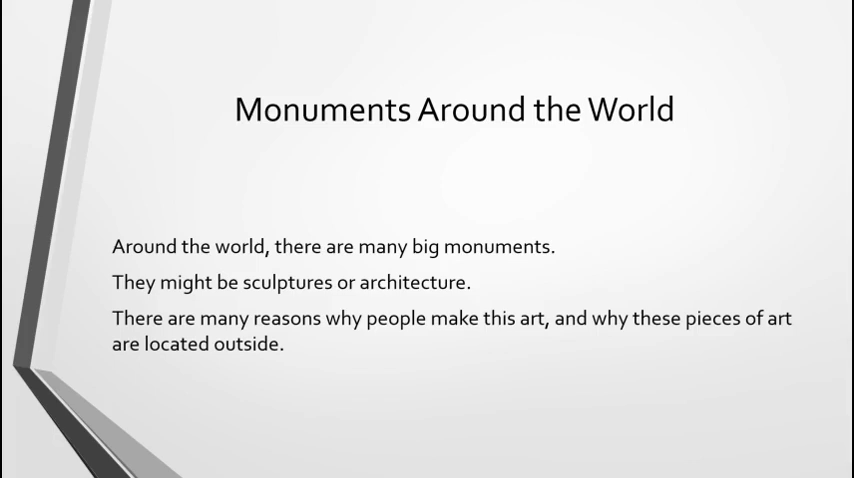 Monuments Around the World
Around the world, there are many big monuments.
They might be sculptures or architecture.
There are many reasons why people make this art, and why these pieces of art
are located outside.